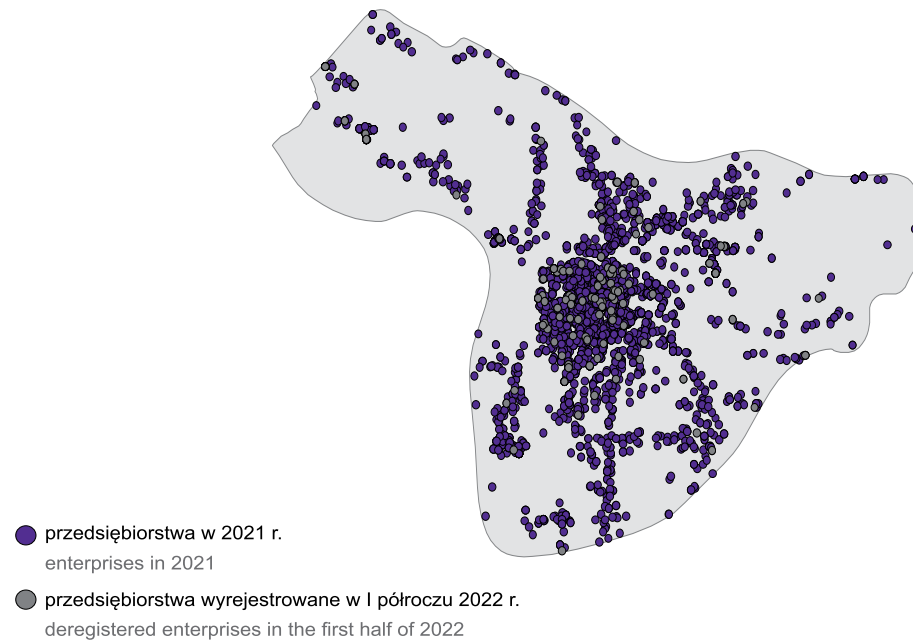 przedsiębiorstwa w 2021 r.
enterprises in 2021
przedsiębiorstwa wyrejestrowane w I półroczu 2022 r.
deregistered enterprises in the first half of 2022